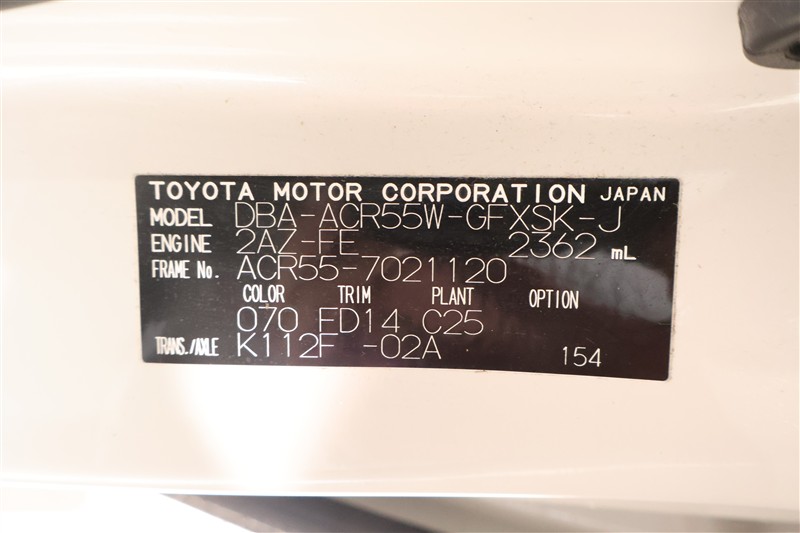 TOYOTA MOTOR CORPORATION JAPAN
MODEL DBA-ACR55W-GFXSK-J
ENGINE 2AZ-FE 2362 mL
FRAME No. ACR55-7021120
COLOR TRIM PLANT OPTION
070 FD14 C25
TRANS./AXLE K112F -02A 154